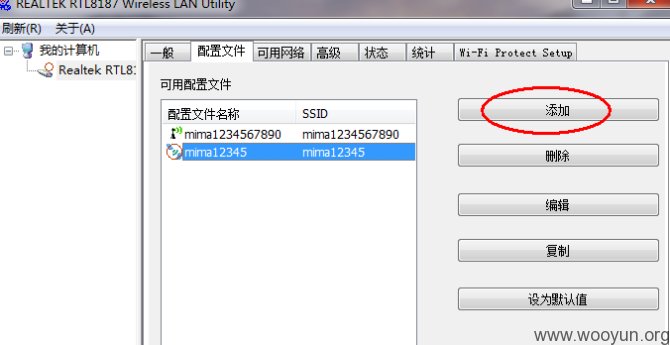 REALTEK RTL8187 Wireless LAN Utility
刷新(R) 关于(A)
我的计算机
Realtek RTL81
一般 配置文件 可用网络 高级 状态 统计 Wi-Fi Protect Setup
可用配置文件
配置文件名称 SSID
mima1234567890 mima1234567890
mima12345 mima12345
添加
删除
编辑
复制
设为默认值
www.wooyun.org